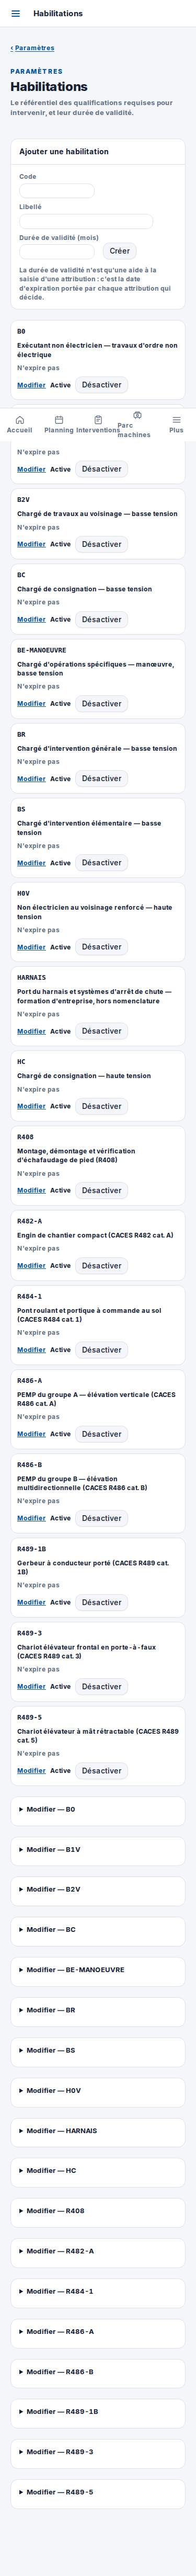 Habilitations
‹ Paramètres
PARAMÈTRES
Habilitations
Le référentiel des qualifications requises pour
intervenir, et leur durée de validité.
Ajouter une habilitation
Code
Libellé
Durée de validité (mois)
Créer
La durée de validité n'est qu'une aide à la
saisie d'une attribution : c'est la date
d'expiration portée par chaque attribution qui
décide.
B0
Exécutant non électricien — travaux d'ordre non
électrique
N'expire pas
Modifier Active Désactiver
Accueil Planning Interventions Parc
machines Plus
N'expire pas
Modifier Active Désactiver
B2V
Chargé de travaux au voisinage — basse tension
N'expire pas
Modifier Active Désactiver
BC
Chargé de consignation — basse tension
N'expire pas
Modifier Active Désactiver
BE-MANOEUVRE
Chargé d'opérations spécifiques — manœuvre,
basse tension
N'expire pas
Modifier Active Désactiver
BR
Chargé d'intervention générale — basse tension
N'expire pas
Modifier Active Désactiver
BS
Chargé d'intervention élémentaire — basse
tension
N'expire pas
Modifier Active Désactiver
H0V
Non électricien au voisinage renforcé — haute
tension
N'expire pas
Modifier Active Désactiver
HARNAIS
Port du harnais et systèmes d'arrêt de chute —
formation d'entreprise, hors nomenclature
N'expire pas
Modifier Active Désactiver
HC
Chargé de consignation — haute tension
N'expire pas
Modifier Active Désactiver
R408
Montage, démontage et vérification
d'échafaudage de pied (R408)
N'expire pas
Modifier Active Désactiver
R482-A
Engin de chantier compact (CACES R482 cat. A)
N'expire pas
Modifier Active Désactiver
R484-1
Pont roulant et portique à commande au sol
(CACES R484 cat. 1)
N'expire pas
Modifier Active Désactiver
R486-A
PEMP du groupe A — élévation verticale (CACES
R486 cat. A)
N'expire pas
Modifier Active Désactiver
R486-B
PEMP du groupe B — élévation
multidirectionnelle (CACES R486 cat. B)
N'expire pas
Modifier Active Désactiver
R489-1B
Gerbeur à conducteur porté (CACES R489 cat.
1B)
N'expire pas
Modifier Active Désactiver
R489-3
Chariot élévateur frontal en porte-à-faux
(CACES R489 cat. 3)
N'expire pas
Modifier Active Désactiver
R489-5
Chariot élévateur à mât rétractable (CACES R489
cat. 5)
N'expire pas
Modifier Active Désactiver
Modifier — B0
Modifier — B1V
Modifier — B2V
Modifier — BC
Modifier — BE-MANOEUVRE
Modifier — BR
Modifier — BS
Modifier — H0V
Modifier — HARNAIS
Modifier — HC
Modifier — R408
Modifier — R482-A
Modifier — R484-1
Modifier — R486-A
Modifier — R486-B
Modifier — R489-1B
Modifier — R489-3
Modifier — R489-5